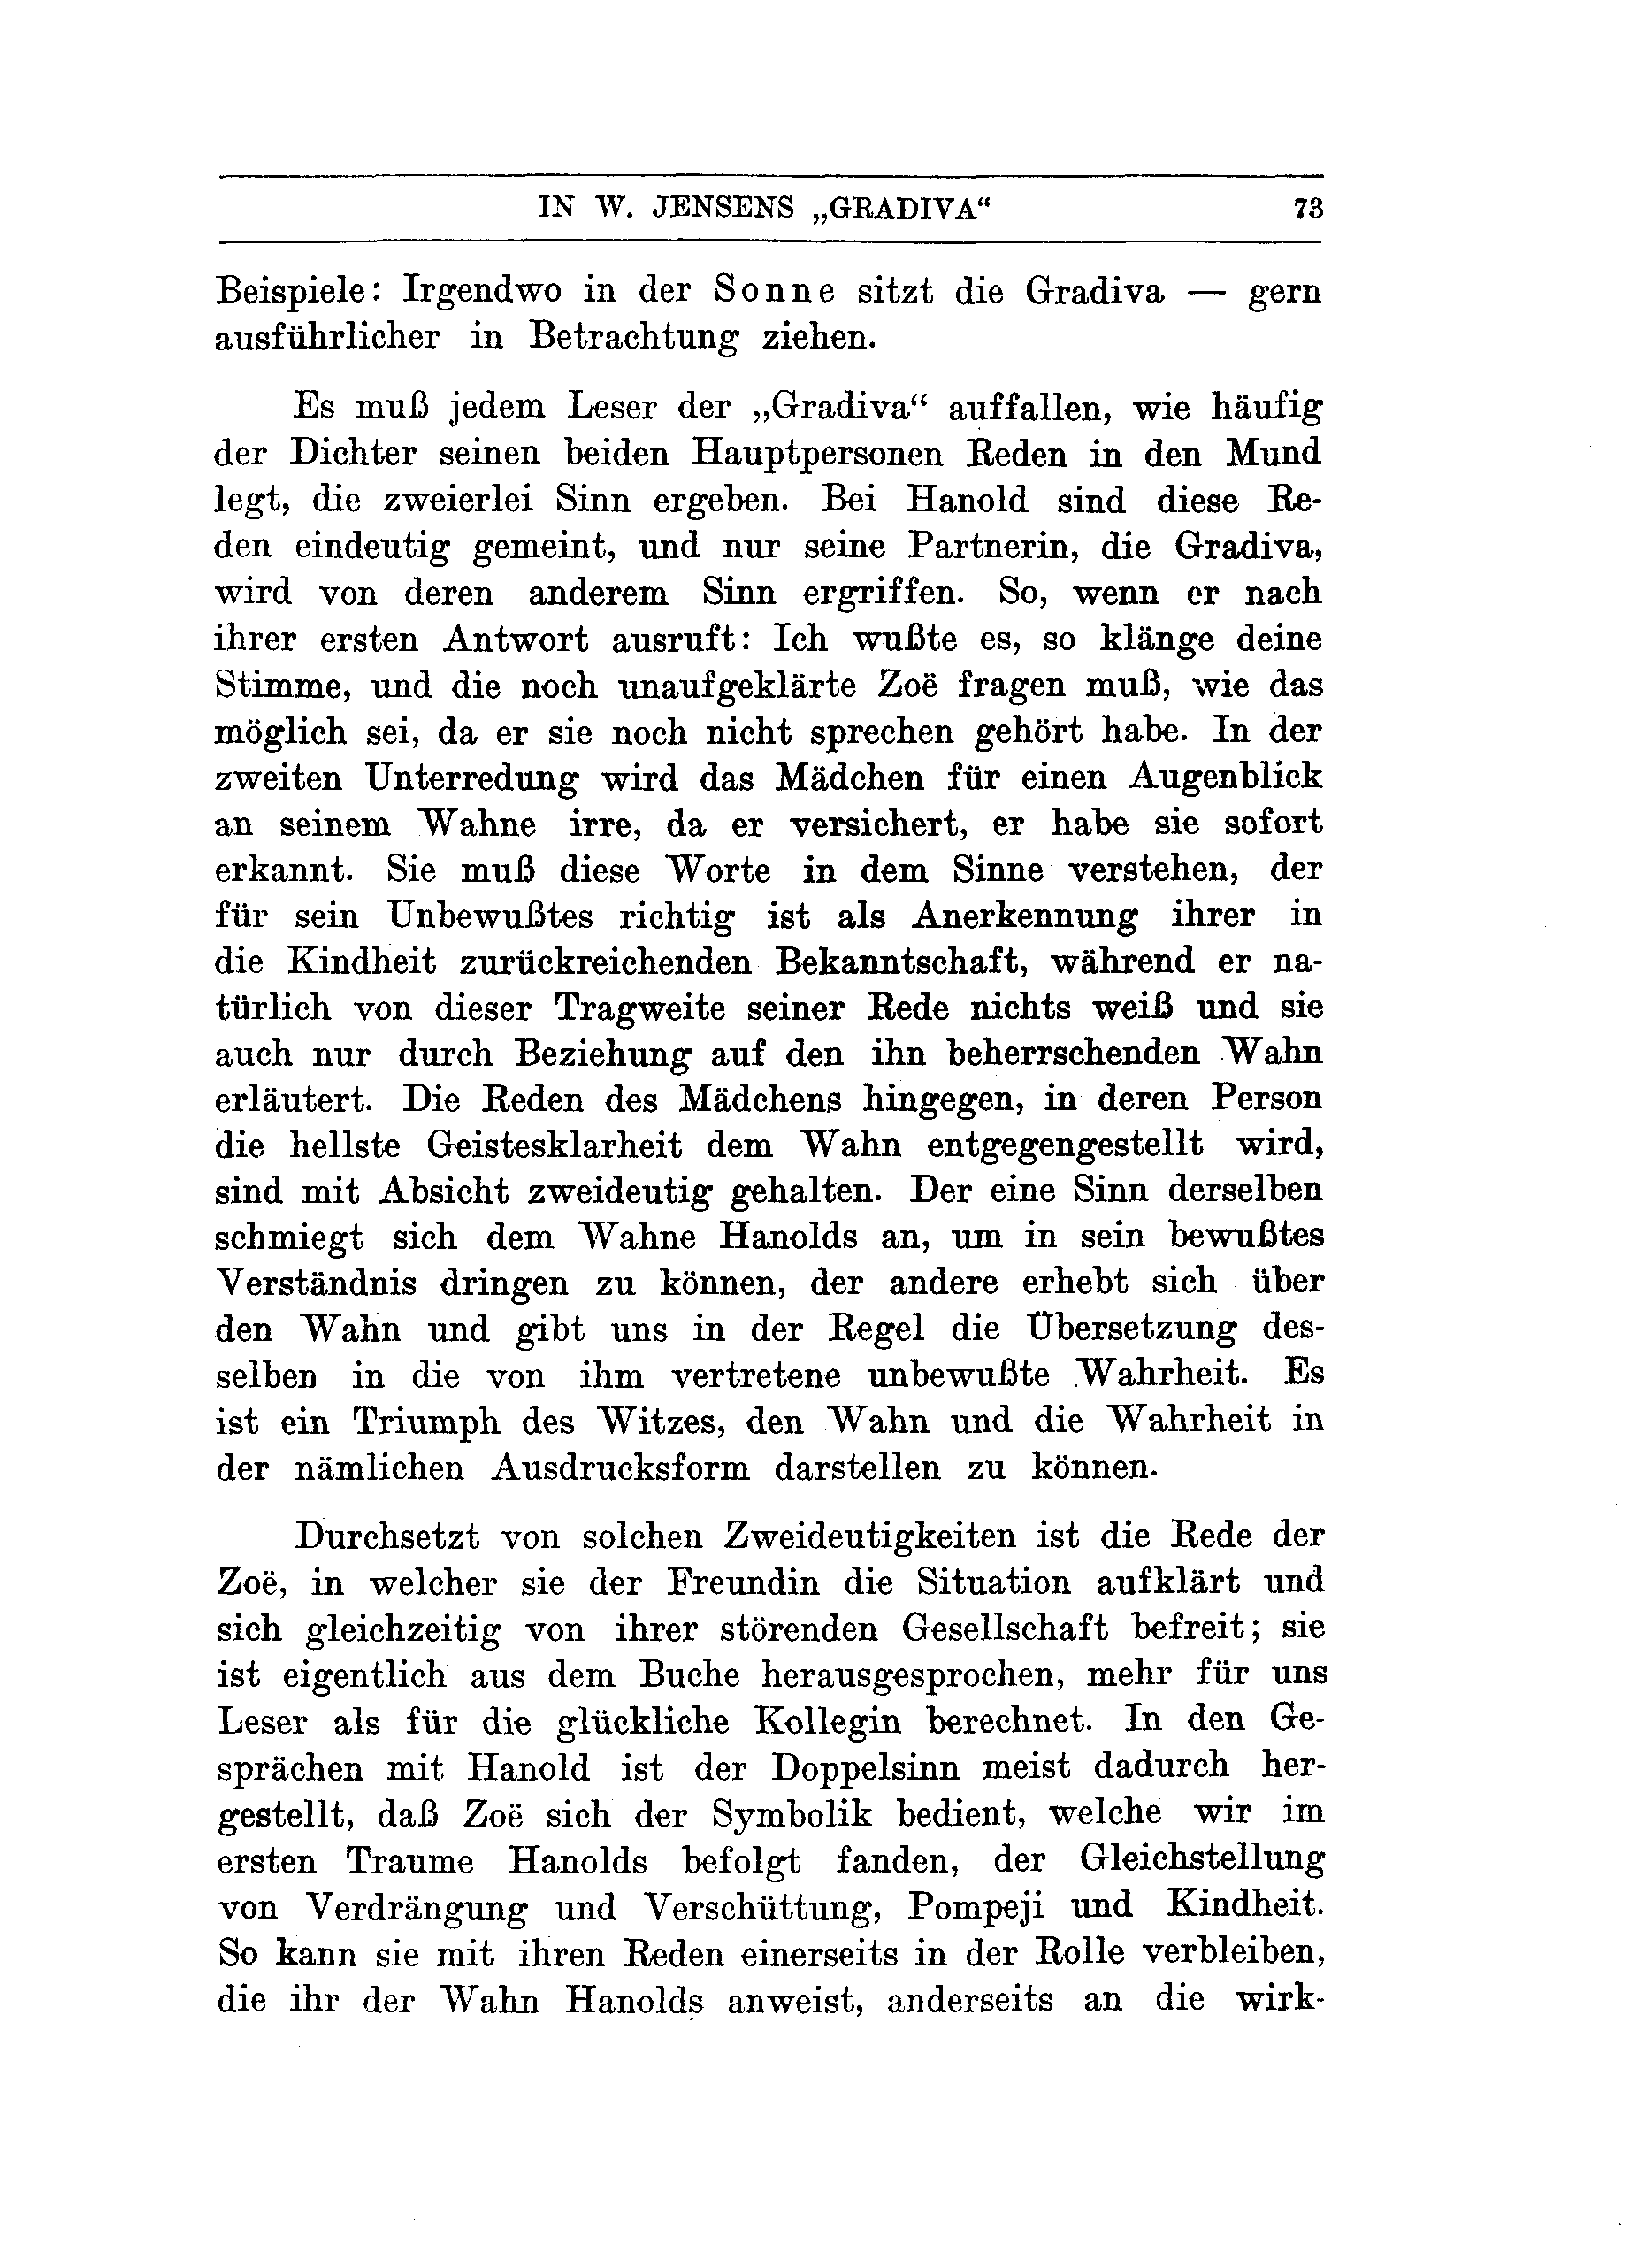 IN W. JENSENS „GRADIVA“ 73
Beispiele: Irgendwo in der Sonne sitzt die Gradiva — gern
ausführlicher in Betrachtung ziehen.
Es muß jedem Leser der „Gradiva“ auffallen, wie häufig
der Dichter seinen beiden Hauptpersonen Reden in den Mund
legt, die zweierlei Sinn ergeben. Bei Hanold sind diese Re-
den eindeutig gemeint, und nur seine Partnerin, die Gradiva,
wird von deren anderem Sinn ergriffen. So, wenn er nach
ihrer ersten Antwort ausruft: Ich wußte es, so klänge deine
Stimme, und die noch unaufgeklärte Zoë fragen muß, wie das
möglich sei, da er sie noch nicht sprechen gehört habe. In der
zweiten Unterredung wird das Mädchen für einen Augenblick
an seinem Wahne irre, da er versichert, er habe sie sofort
erkannt. Sie muß diese Worte in dem Sinne verstehen, der
für sein Unbewußtes richtig ist als Anerkennung ihrer in
die Kindheit zurückreichenden Bekanntschaft, während er na-
türlich von dieser Tragweite seiner Rede nichts weiß und sie
auch nur durch Beziehung auf den ihn beherrschenden Wahn
erläutert. Die Reden des Mädchens hingegen, in deren Person
die hellste Geistesklarheit dem Wahn entgegengestellt wird,
sind mit Absicht zweideutig gehalten. Der eine Sinn derselben
schmiegt sich dem Wahne Hanolds an, um in sein bewußtes
Verständnis dringen zu können, der andere erhebt sich über
den Wahn und gibt uns in der Regel die Übersetzung des-
selben in die von ihm vertretene unbewußte Wahrheit. Es
ist ein Triumph des Witzes, den Wahn und die Wahrheit in
der nämlichen Ausdrucksform darstellen zu können.
Durchsetzt von solchen Zweideutigkeiten ist die Rede der
Zoë, in welcher sie der Freundin die Situation aufklärt und
sich gleichzeitig von ihrer störenden Gesellschaft befreit; sie
ist eigentlich aus dem Buche herausgesprochen, mehr für uns
Leser als für die glückliche Kollegin berechnet. In den Ge-
sprächen mit Hanold ist der Doppelsinn meist dadurch her-
gestellt, daß Zoë sich der Symbolik bedient, welche wir im
ersten Traume Hanolds befolgt fanden, der Gleichstellung
von Verdrängung und Verschüttung, Pompeji und Kindheit.
So kann sie mit ihren Reden einerseits in der Rolle verbleiben,
die ihr der Wahn Hanolds anweist, anderseits an die wirk-